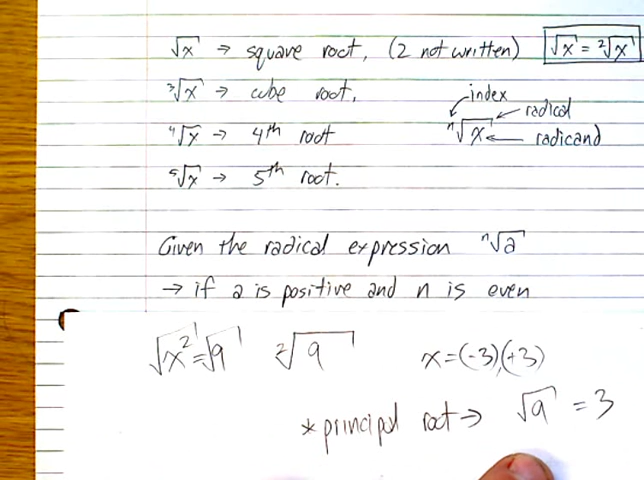 √x → square root, (2 not written) √x = ²√x
³√x → cube root,
index
radical
⁴√x → 4th root ⁿ√x radicand
⁵√x → 5th root.
Given the radical expression ⁿ√a
→ if a is positive and n is even
√x² = √9 ²√9 x = (-3)(+3)
* principal root → √9 = 3